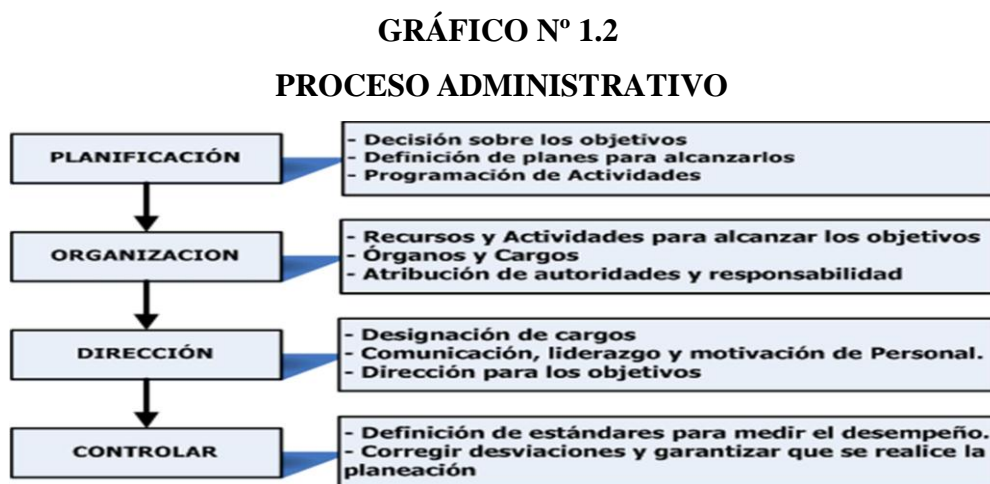 GRÁFICO Nº 1.2
PROCESO ADMINISTRATIVO
PLANIFICACIÓN
- Decisión sobre los objetivos
- Definición de planes para alcanzarlos
- Programación de Actividades
ORGANIZACION
- Recursos y Actividades para alcanzar los objetivos
- Órganos y Cargos
- Atribución de autoridades y responsabilidad
DIRECCIÓN
- Designación de cargos
- Comunicación, liderazgo y motivación de Personal.
- Dirección para los objetivos
CONTROLAR
- Definición de estándares para medir el desempeño.
- Corregir desviaciones y garantizar que se realice la
planeación